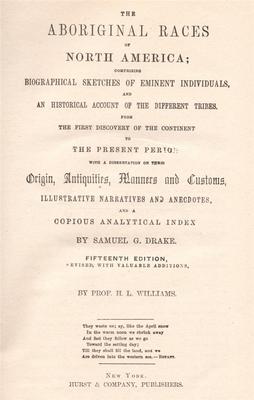 THE
ABORIGINAL RACES
OF
NORTH AMERICA;
COMPRISING
BIOGRAPHICAL SKETCHES OF EMINENT INDIVIDUALS,
AND
AN HISTORICAL ACCOUNT OF THE DIFFERENT TRIBES,
FROM
THE FIRST DISCOVERY OF THE CONTINENT
TO
THE PRESENT PERIOD
WITH A DISSERTATION ON THEIR
Origin, Antiquities, Manners and Customs,
ILLUSTRATIVE NARRATIVES AND ANECDOTES,
AND A
COPIOUS ANALYTICAL INDEX
BY SAMUEL G. DRAKE.
FIFTEENTH EDITION,
REVISED, WITH VALUABLE ADDITIONS,
BY PROF. H. L. WILLIAMS.
They waste us; ay, like the April snow
In the warm noon we shrink away
And fast they follow as we go
Toward the setting day;
Till they shall fill the land, and we
Are driven into the western sea.—BRYANT.
NEW YORK.
HURST & COMPANY, PUBLISHERS.